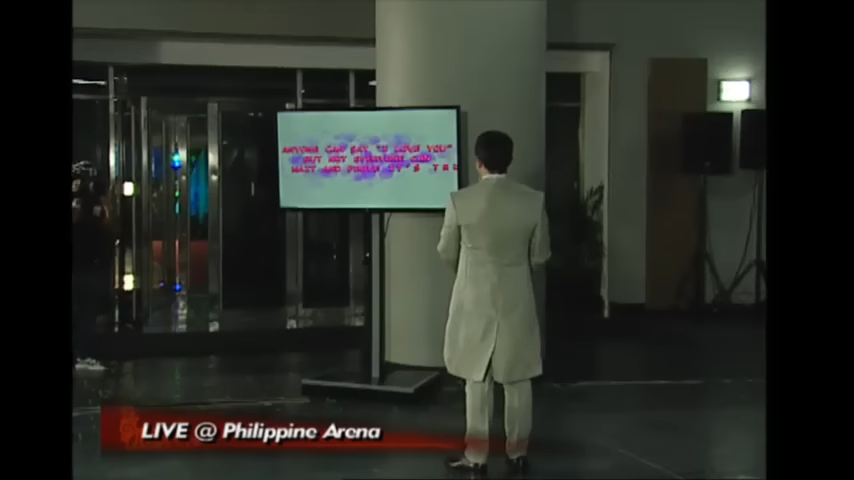 ANYONE CAN SAY "I LOVE YOU"
BUT NOT EVERYONE CAN
WAIT AND PROVE IT'S
LIVE @ Philippine Arena